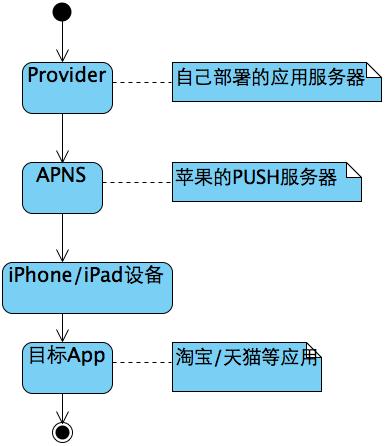 Provider
自己部署的应用服务器
APNS
苹果的PUSH服务器
iPhone/iPad设备
目标App
淘宝/天猫等应用